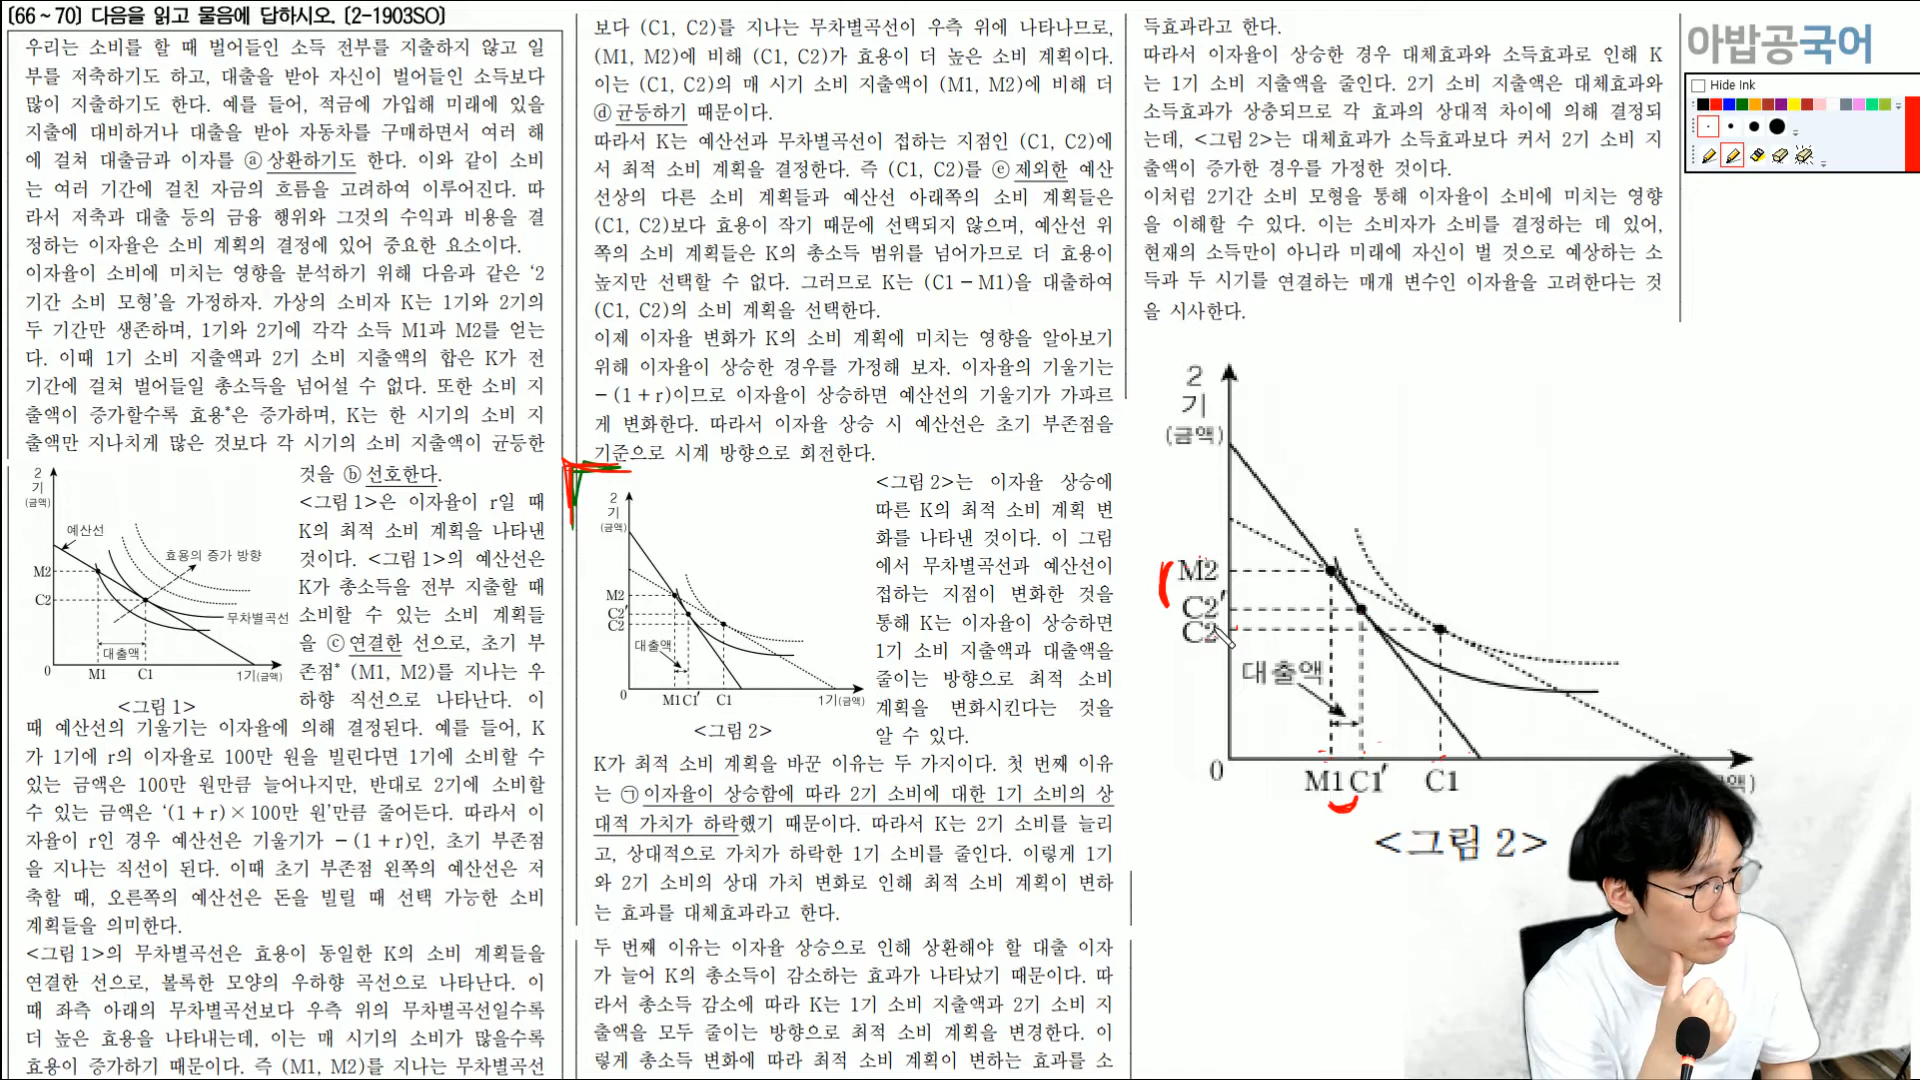 [66~70] 다음을 읽고 물음에 답하시오. [2-1903SO]
우리는 소비를 할 때 벌어들인 소득 전부를 지출하지 않고 일
부를 저축하기도 하고, 대출을 받아 자신이 벌어들인 소득보다
많이 지출하기도 한다. 예를 들어, 적금에 가입해 미래에 있을
지출에 대비하거나 대출을 받아 자동차를 구매하면서 여러 해
에 걸쳐 대출금과 이자를 ⓐ 상환하기도 한다. 이와 같이 소비
는 여러 기간에 걸친 자금의 흐름을 고려하여 이루어진다. 따
라서 저축과 대출 등의 금융 행위와 그것의 수익과 비용을 결
정하는 이자율은 소비 계획의 결정에 있어 중요한 요소이다.
이자율이 소비에 미치는 영향을 분석하기 위해 다음과 같은 ‘2
기간 소비 모형’을 가정하자. 가상의 소비자 K는 1기와 2기의
두 기간만 생존하며, 1기와 2기에 각각 소득 M1과 M2를 얻는
다. 이때 1기 소비 지출액과 2기 소비 지출액의 합은 K가 전
기간에 걸쳐 벌어들일 총소득을 넘어설 수 없다. 또한 소비 지
출액이 증가할수록 효용*은 증가하며, K는 한 시기의 소비 지
출액만 지나치게 많은 것보다 각 시기의 소비 지출액이 균등한
것을 ⓑ 선호한다.
<그림 1>은 이자율이 r일 때
K의 최적 소비 계획을 나타낸
것이다. <그림 1>의 예산선은
K가 총소득을 전부 지출할 때
소비할 수 있는 소비 계획들
을 ⓒ 연결한 선으로, 초기 부
존점* (M1, M2)를 지나는 우
하향 직선으로 나타난다. 이
2
기
(금액)
예산선
효용의 증가 방향
M2
C2
무차별곡선
대출액
0
M1
C1
1기(금액)
<그림 1>
때 예산선의 기울기는 이자율에 의해 결정된다. 예를 들어, K
가 1기에 r의 이자율로 100만 원을 빌린다면 1기에 소비할 수
있는 금액은 100만 원만큼 늘어나지만, 반대로 2기에 소비할
수 있는 금액은 ‘(1+r)×100만 원’만큼 줄어든다. 따라서 이
자율이 r인 경우 예산선은 기울기가 -(1+r)인, 초기 부존점
을 지나는 직선이 된다. 이때 초기 부존점 왼쪽의 예산선은 저
축할 때, 오른쪽의 예산선은 돈을 빌릴 때 선택 가능한 소비
계획들을 의미한다.
<그림 1>의 무차별곡선은 효용이 동일한 K의 소비 계획들을
연결한 선으로, 볼록한 모양의 우하향 곡선으로 나타난다. 이
때 좌측 아래의 무차별곡선보다 우측 위의 무차별곡선일수록
더 높은 효용을 나타내는데, 이는 매 시기의 소비가 많을수록
효용이 증가하기 때문이다. 즉 (M1, M2)를 지나는 무차별곡선
보다 (C1, C2)를 지나는 무차별곡선이 우측 위에 나타나므로,
(M1, M2)에 비해 (C1, C2)가 효용이 더 높은 소비 계획이다.
이는 (C1, C2)의 매 시기 소비 지출액이 (M1, M2)에 비해 더
ⓓ 균등하기 때문이다.
따라서 K는 예산선과 무차별곡선이 접하는 지점인 (C1, C2)에
서 최적 소비 계획을 결정한다. 즉 (C1, C2)를 ⓔ 제외한 예산
선상의 다른 소비 계획들과 예산선 아래쪽의 소비 계획들은
(C1, C2)보다 효용이 작기 때문에 선택되지 않으며, 예산선 위
쪽의 소비 계획들은 K의 총소득 범위를 넘어가므로 더 효용이
높지만 선택할 수 없다. 그러므로 K는 (C1-M1)을 대출하여
(C1, C2)의 소비 계획을 선택한다.
이제 이자율 변화가 K의 소비 계획에 미치는 영향을 알아보기
위해 이자율이 상승한 경우를 가정해 보자. 이자율의 기울기는
-(1+r)이므로 이자율이 상승하면 예산선의 기울기가 가파르
게 변화한다. 따라서 이자율 상승 시 예산선은 초기 부존점을
기준으로 시계 방향으로 회전한다.
<그림 2>는 이자율 상승에
따른 K의 최적 소비 계획 변
화를 나타낸 것이다. 이 그림
에서 무차별곡선과 예산선이
접하는 지점이 변화한 것을
통해 K는 이자율이 상승하면
1기 소비 지출액과 대출액을
줄이는 방향으로 최적 소비
계획을 변화시킨다는 것을
알 수 있다.
2
기
(금액)
M2
C2′
C2
대출액
0
M1
C1′
C1
1기(금액)
<그림 2>
K가 최적 소비 계획을 바꾼 이유는 두 가지이다. 첫 번째 이유
는 ㉠ 이자율이 상승함에 따라 2기 소비에 대한 1기 소비의 상
대적 가치가 하락했기 때문이다. 따라서 K는 2기 소비를 늘리
고, 상대적으로 가치가 하락한 1기 소비를 줄인다. 이렇게 1기
와 2기 소비의 상대 가치 변화로 인해 최적 소비 계획이 변하
는 효과를 대체효과라고 한다.
두 번째 이유는 이자율 상승으로 인해 상환해야 할 대출 이자
가 늘어 K의 총소득이 감소하는 효과가 나타났기 때문이다. 따
라서 총소득 감소에 따라 K는 1기 소비 지출액과 2기 소비 지
출액을 모두 줄이는 방향으로 최적 소비 계획을 변경한다. 이
렇게 총소득 변화에 따라 최적 소비 계획이 변하는 효과를 소
득효과라고 한다.
따라서 이자율이 상승한 경우 대체효과와 소득효과로 인해 K
는 1기 소비 지출액을 줄인다. 2기 소비 지출액은 대체효과와
소득효과가 상충되므로 각 효과의 상대적 차이에 의해 결정되
는데, <그림 2>는 대체효과가 소득효과보다 커서 2기 소비 지
출액이 증가한 경우를 가정한 것이다.
이처럼 2기간 소비 모형을 통해 이자율이 소비에 미치는 영향
을 이해할 수 있다. 이는 소비자가 소비를 결정하는 데 있어,
현재의 소득만이 아니라 미래에 자신이 벌 것으로 예상하는 소
득과 두 시기를 연결하는 매개 변수인 이자율을 고려한다는 것
을 시사한다.
2
기
(금액)
M2
C2′
C2
대출액
0
M1
C1′
C1
<그림 2>
아밥공국어
Hide Ink